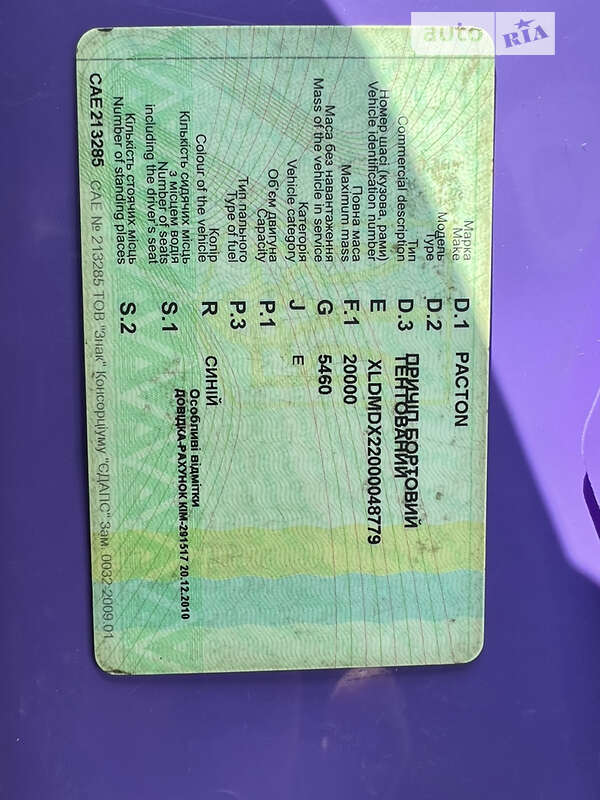 auto RIA
Марка
Make D.1 PACTON
Модель
Type D.2
Тип
Commercial description D.3 ПРИЧІП БОРТОВИЙ
ТЕНТОВАНИЙ
Номер шасі (кузова, рами)
Vehicle identification number E XLDMDX22000048779
Повна маса
Maximum mass F.1 20000
Маса без навантаження
Mass of the vehicle in service G 5460
Категорія
Vehicle category J E
Об'єм двигуна
Capacity P.1
Тип пального
Type of fuel P.3
Колір
Colour of the vehicle R СИНІЙ
Кількість сидячих місць
з місцем водія
Number of seats
including the driver's seat S.1
Особливі відмітки
ДОВІДКА-РАХУНОК КІМ-291517 20.12.2010
Кількість стоячих місць
Number of standing places S.2
CAE213285 CAE № 213285 ТОВ "Знак" Консорціуму "ЄДАПС" Зам. 0032-2009.01